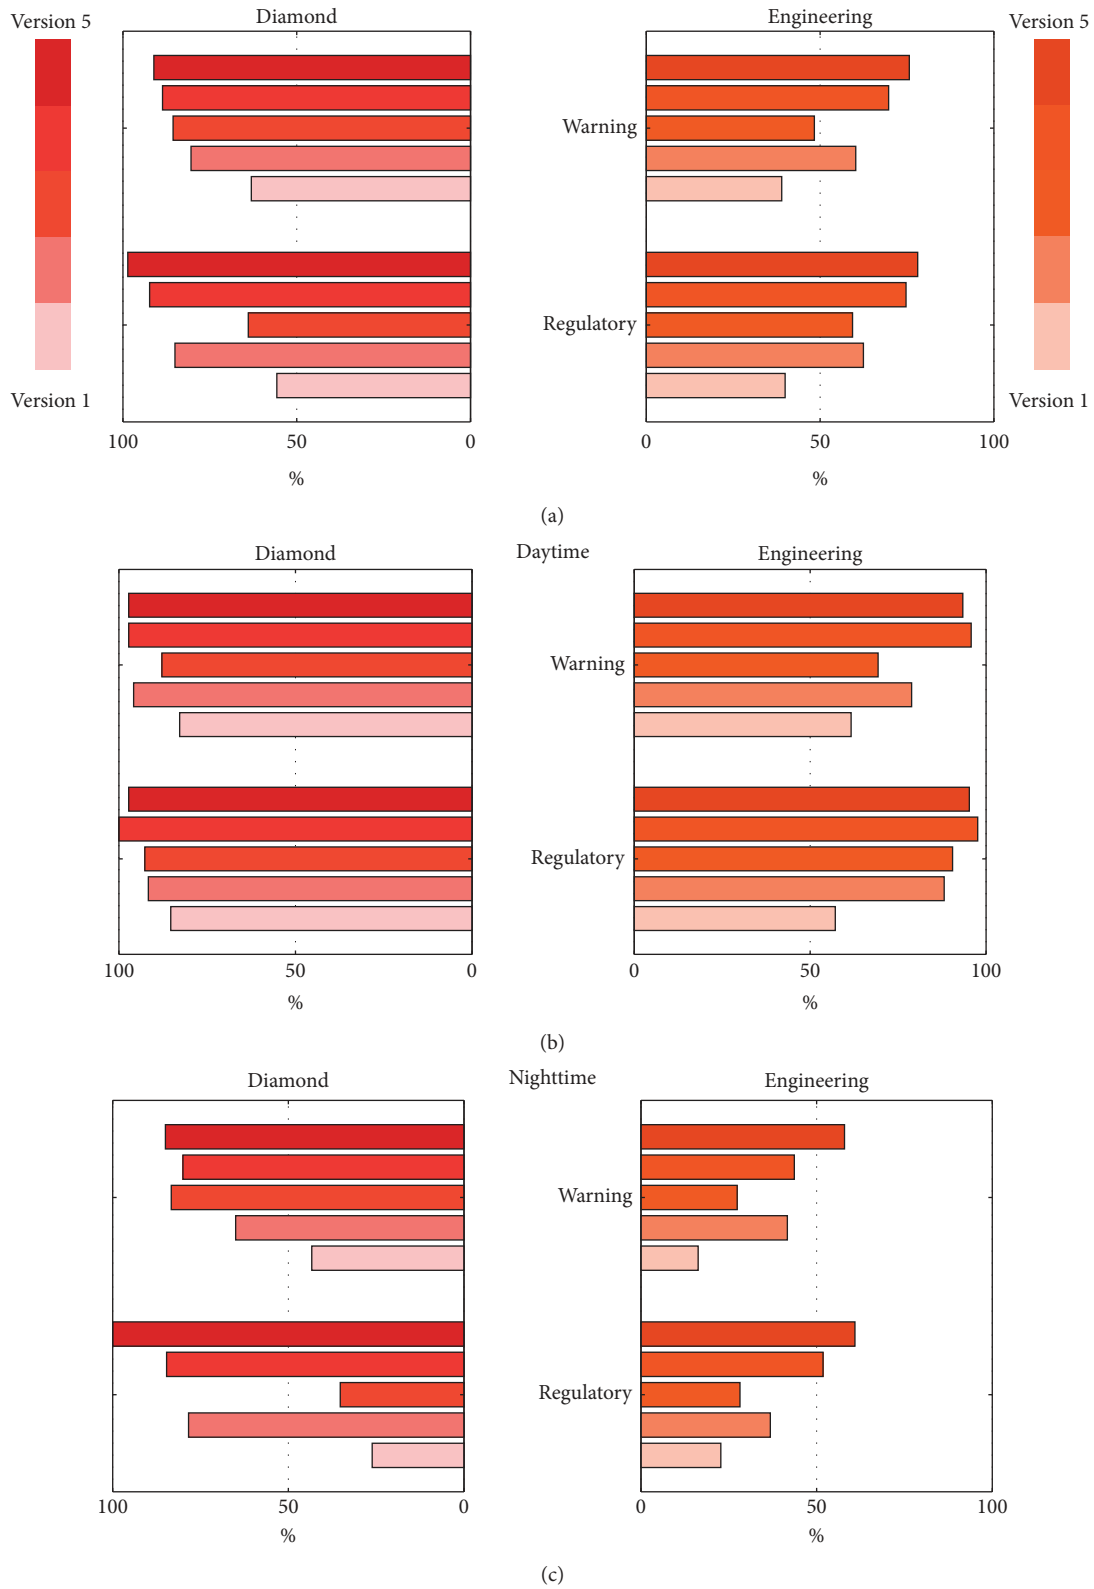 Version 5
Diamond
Engineering
Version 5
Warning
Regulatory
Version 1
Version 1
100 50 0
0 50 100
%
%
(a)
Diamond
Daytime
Engineering
Warning
Regulatory
100 50 0
0 50 100
%
%
(b)
Diamond
Nighttime
Engineering
Warning
Regulatory
100 50 0
0 50 100
%
%
(c)